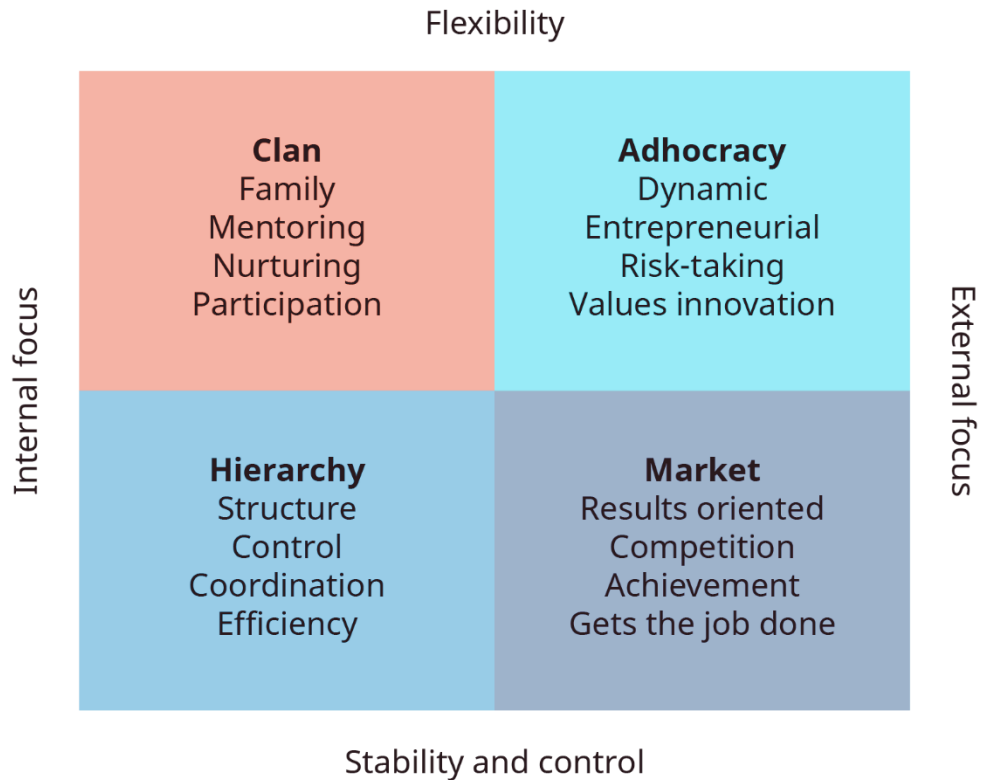 Flexibility
Clan
Family
Mentoring
Nurturing
Participation
Adhocracy
Dynamic
Entrepreneurial
Risk-taking
Values innovation
Internal focus
External focus
Hierarchy
Structure
Control
Coordination
Efficiency
Market
Results oriented
Competition
Achievement
Gets the job done
Stability and control